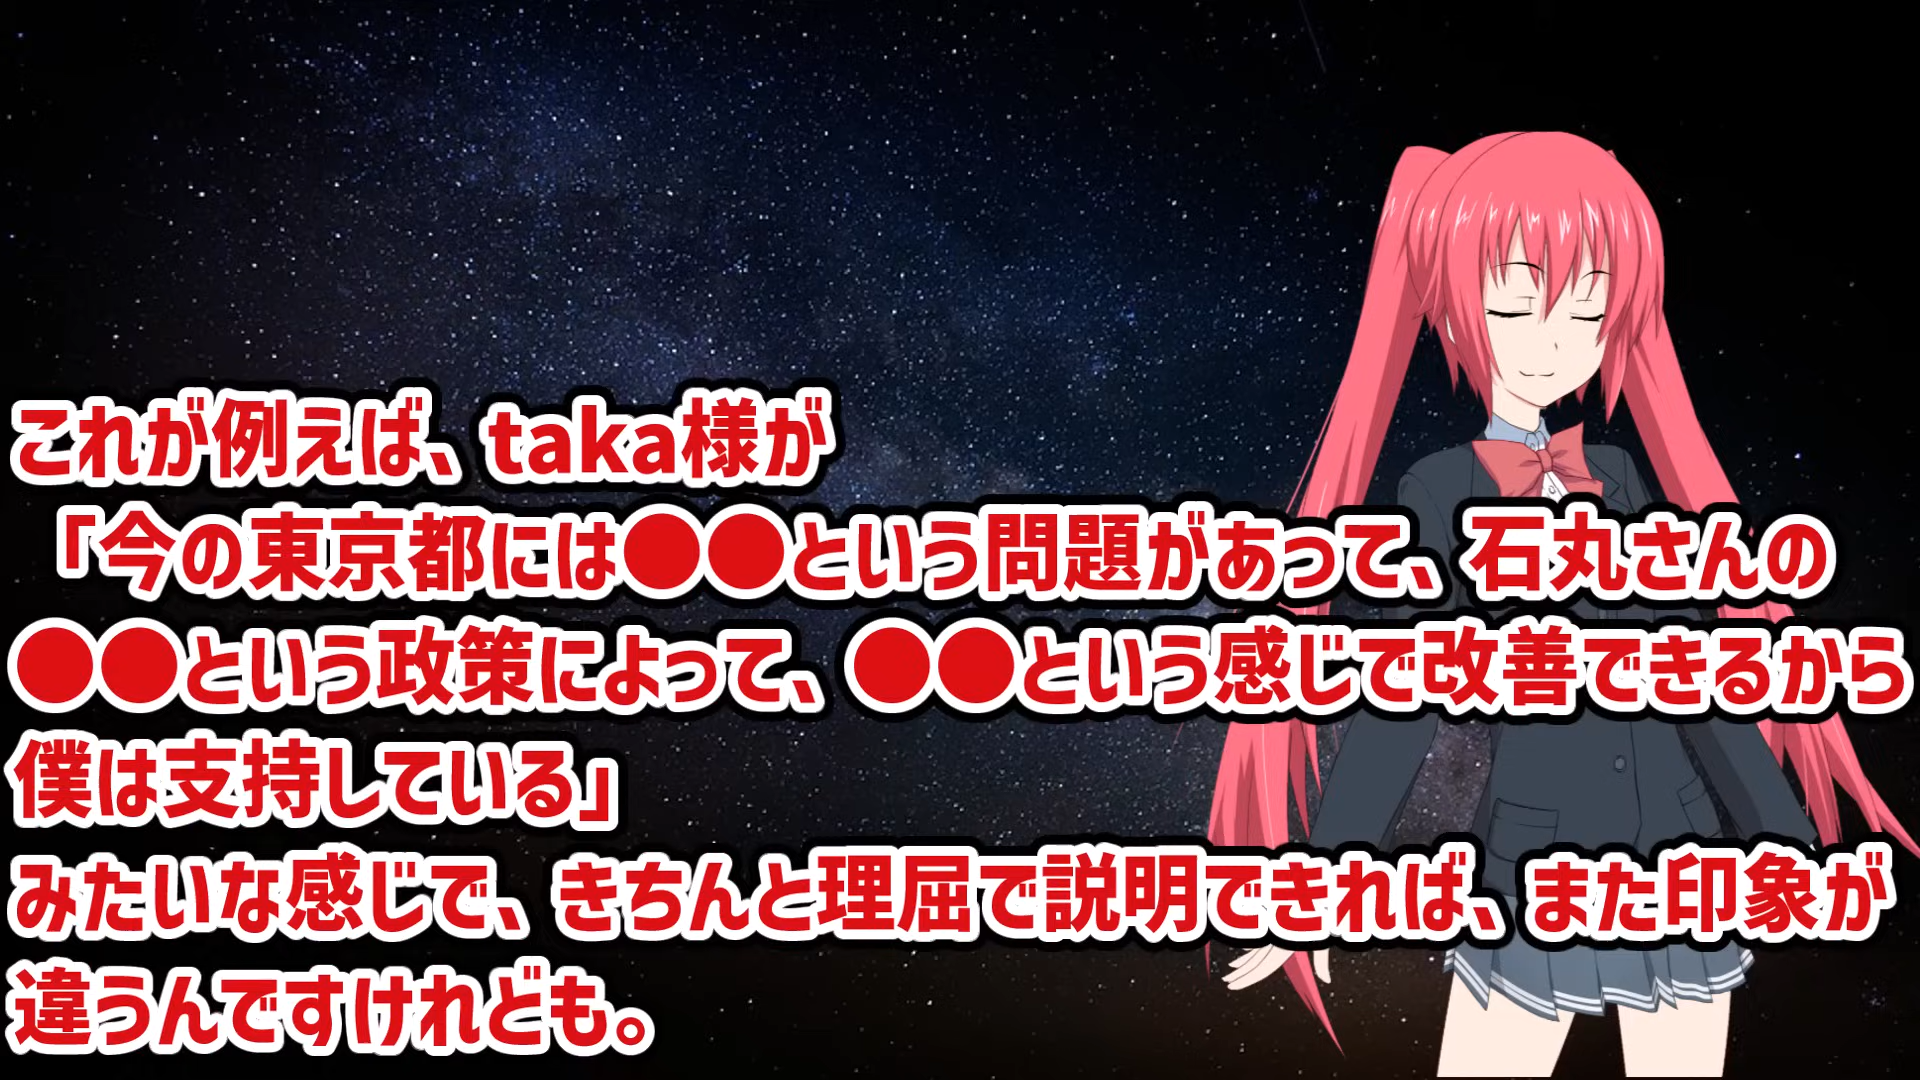 これが例えば、taka様が
「今の東京都には●●という問題があって、石丸さんの
●●という政策によって、●●という感じで改善できるから
僕は支持している」
みたいな感じで、きちんと理屈で説明できれば、また印象が
違うんですけれども。